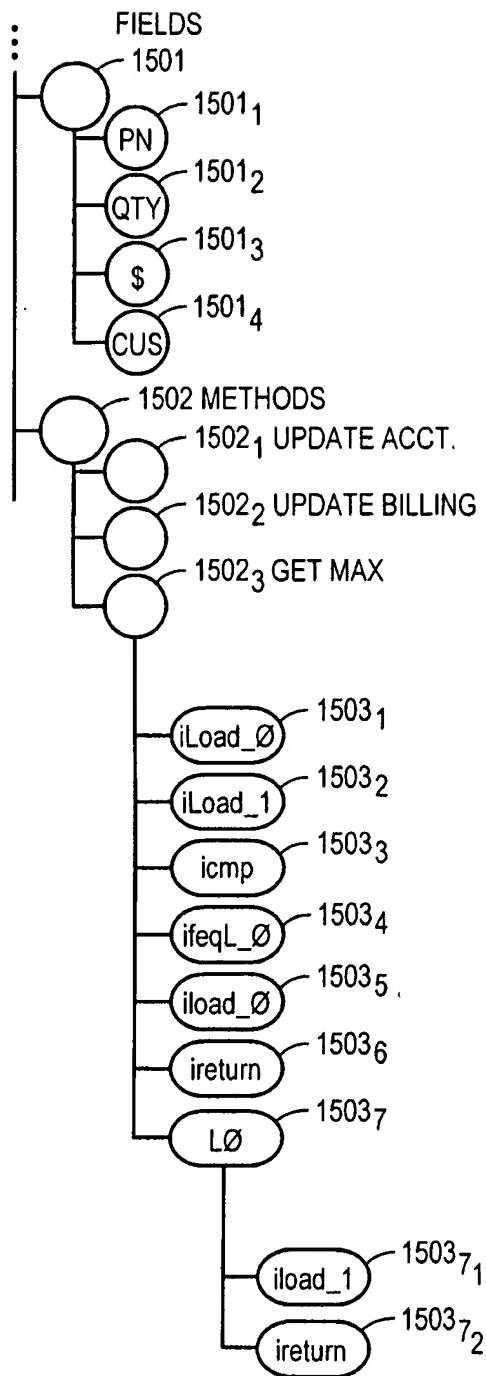 FIELDS
1501
PN 1501₁
QTY 1501₂
$ 1501₃
CUS 1501₄
1502 METHODS
1502₁ UPDATE ACCT.
1502₂ UPDATE BILLING
1502₃ GET MAX
iLoad_Ø 1503₁
iLoad_1 1503₂
icmp 1503₃
ifeqL_Ø 1503₄
iload_Ø 1503₅
ireturn 1503₆
LØ 1503₇
iload_1 1503₇₁
ireturn 1503₇₂